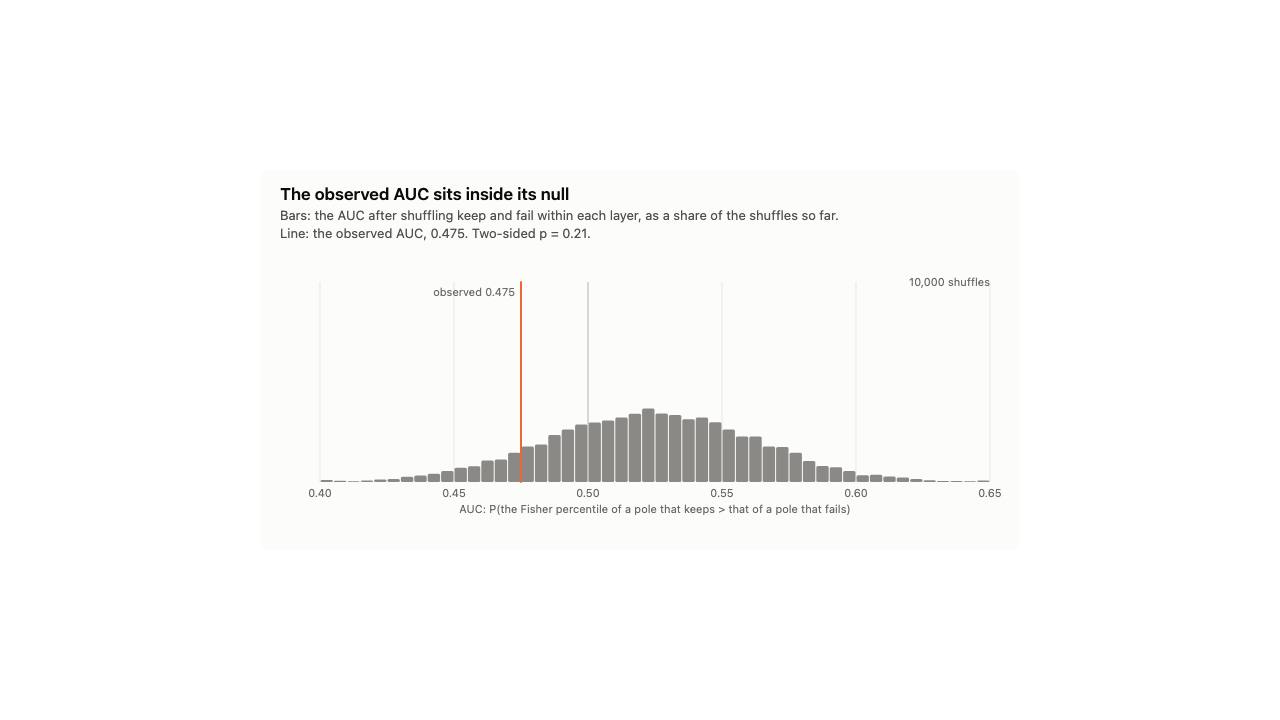 The observed AUC sits inside its null
Bars: the AUC after shuffling keep and fail within each layer, as a share of the shuffles so far.
Line: the observed AUC, 0.475. Two-sided p = 0.21.
10,000 shuffles
observed 0.475
0.40 0.45 0.50 0.55 0.60 0.65
AUC: P(the Fisher percentile of a pole that keeps > that of a pole that fails)